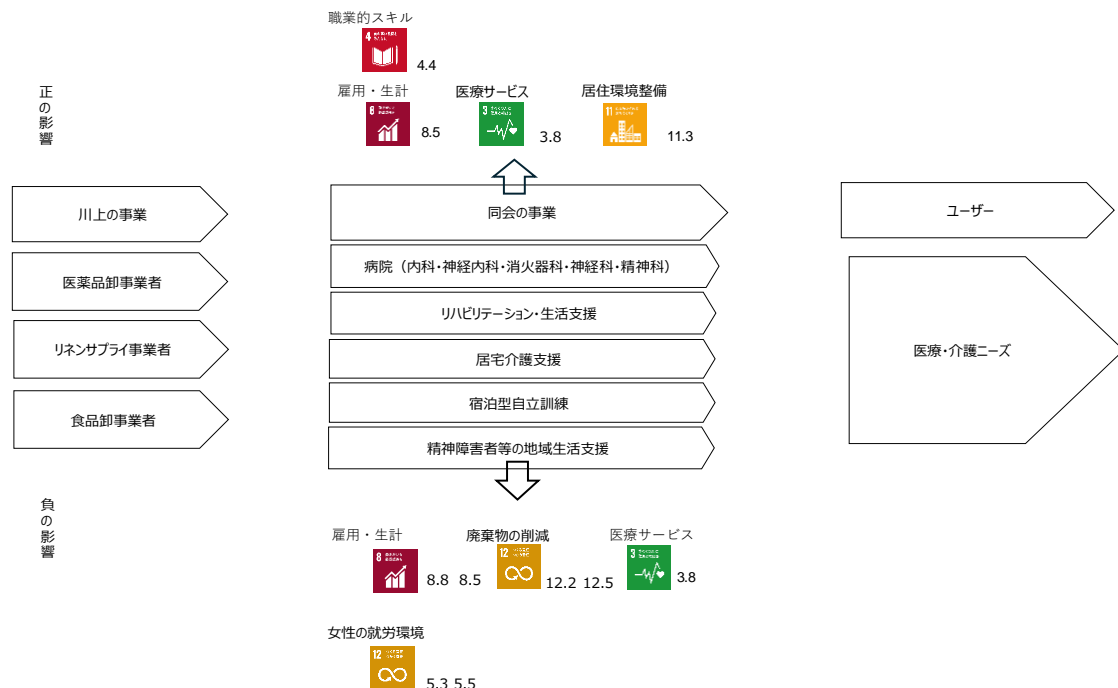 職業的スキル
4
4.4
正の影響
雇用・生計
医療サービス
居住環境整備
8
8.5
3
3.8
11
11.3
川上の事業
同会の事業
ユーザー
医薬品卸事業者
病院（内科・神経内科・消火器科・神経科・精神科）
リネンサプライ事業者
リハビリテーション・生活支援
医療・介護ニーズ
居宅介護支援
食品卸事業者
宿泊型自立訓練
精神障害者等の地域生活支援
負の影響
雇用・生計
廃棄物の削減
医療サービス
8
8.8 8.5
12
12.2 12.5
3
3.8
女性の就労環境
12
5.3 5.5